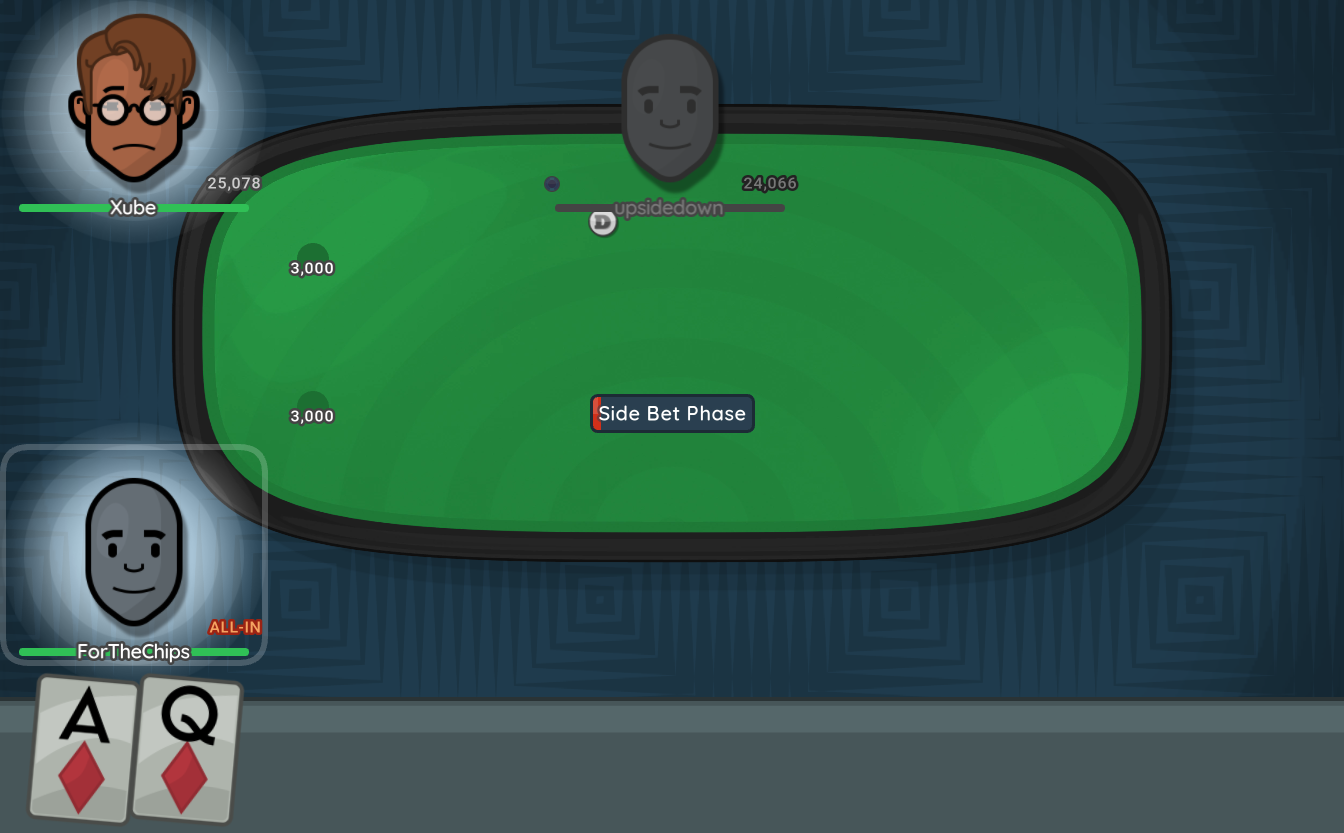 25,078
24,066
Xube
upsidedown
D
3,000
3,000
Side Bet Phase
ALL-IN
ForTheChips
A Q